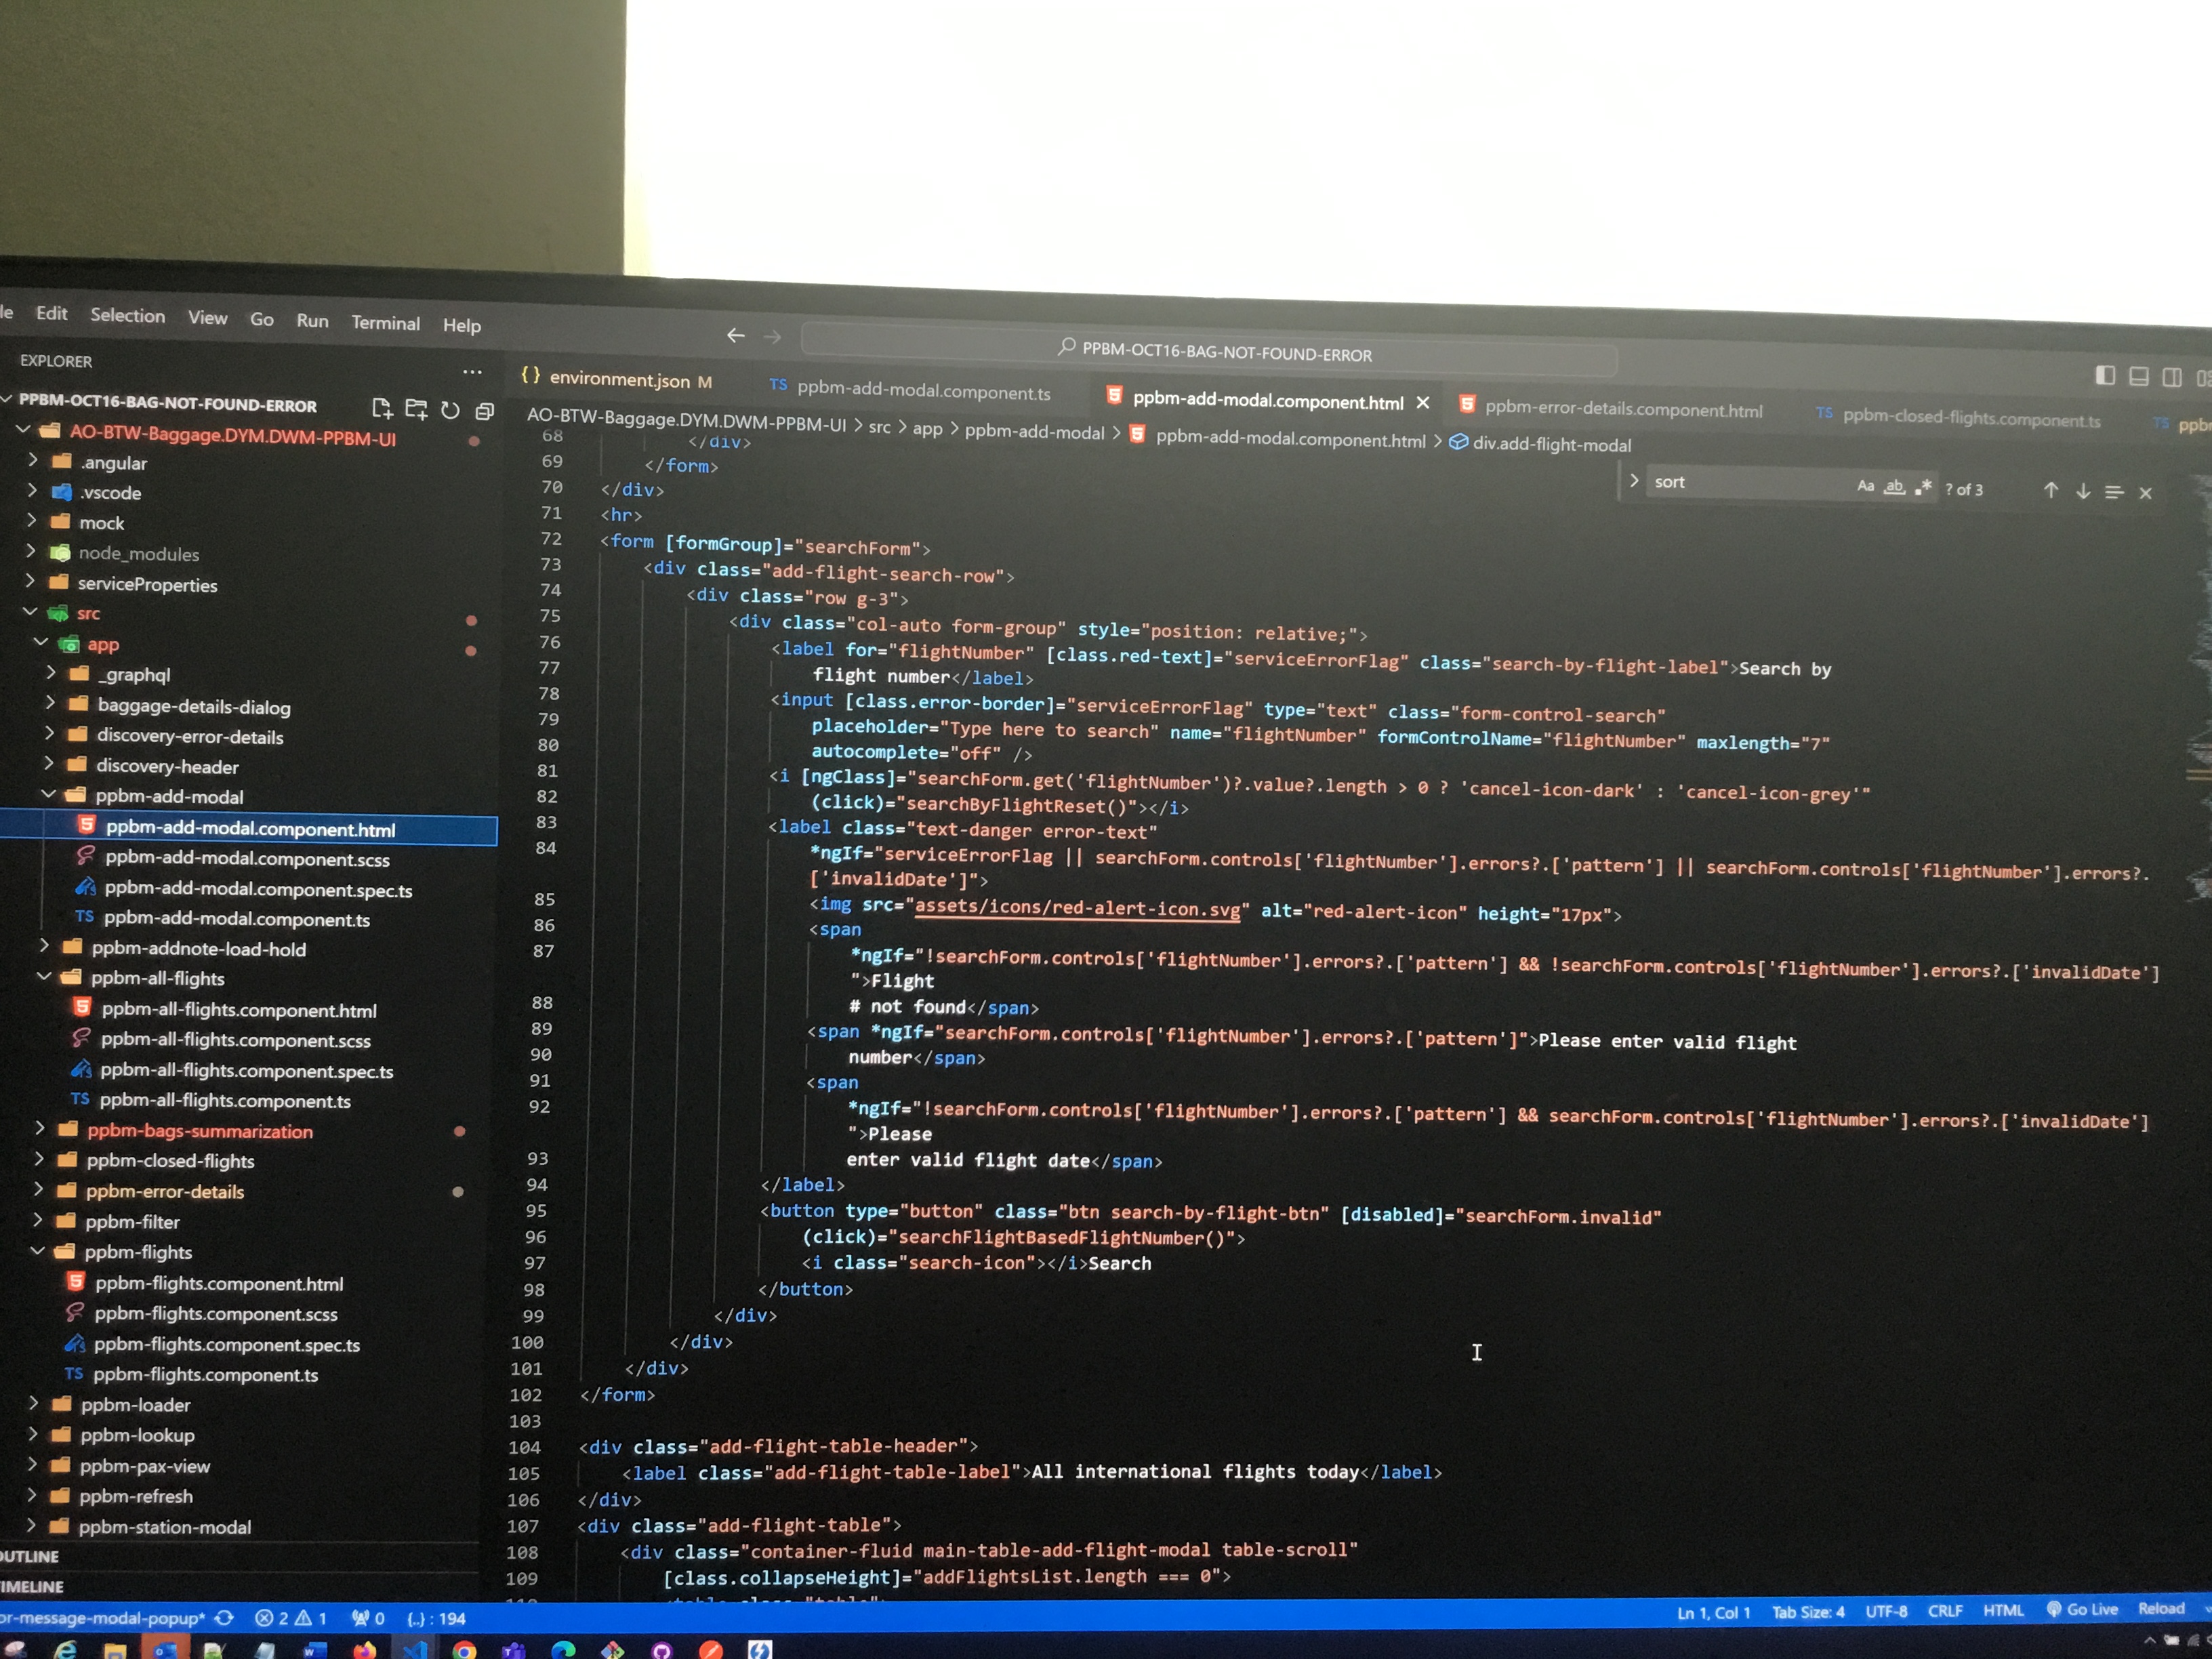 le Edit Selection View Go Run Terminal Help
PPBM-OCT16-BAG-NOT-FOUND-ERROR
EXPLORER
PPBM-OCT16-BAG-NOT-FOUND-ERROR
AO-BTW-Baggage.DYM.DWM-PPBM-UI
.angular
.vscode
mock
node_modules
serviceProperties
src
app
_graphql
baggage-details-dialog
discovery-error-details
discovery-header
ppbm-add-modal
ppbm-add-modal.component.html
ppbm-add-modal.component.scss
ppbm-add-modal.component.spec.ts
TS ppbm-add-modal.component.ts
ppbm-addnote-load-hold
ppbm-all-flights
ppbm-all-flights.component.html
ppbm-all-flights.component.scss
ppbm-all-flights.component.spec.ts
TS ppbm-all-flights.component.ts
ppbm-bags-summarization
ppbm-closed-flights
ppbm-error-details
ppbm-filter
ppbm-flights
ppbm-flights.component.html
ppbm-flights.component.scss
ppbm-flights.component.spec.ts
TS ppbm-flights.component.ts
ppbm-loader
ppbm-lookup
ppbm-pax-view
ppbm-refresh
ppbm-station-modal
OUTLINE
TIMELINE
{} environment.json M TS ppbm-add-modal.component.ts ppbm-add-modal.component.html ppbm-error-details.component.html TS ppbm-closed-flights.component.ts TS ppbm
AO-BTW-Baggage.DYM.DWM-PPBM-UI > src > app > ppbm-add-modal > ppbm-add-modal.component.html > div.add-flight-modal
sort Aa ab .* ? of 3
68 </div>
69 </form>
70 </div>
71 <hr>
72 <form [formGroup]="searchForm">
73 <div class="add-flight-search-row">
74 <div class="row g-3">
75 <div class="col-auto form-group" style="position: relative;">
76 <label for="flightNumber" [class.red-text]="serviceErrorFlag" class="search-by-flight-label">Search by
77 flight number</label>
78 <input [class.error-border]="serviceErrorFlag" type="text" class="form-control-search"
79 placeholder="Type here to search" name="flightNumber" formControlName="flightNumber" maxlength="7"
80 autocomplete="off" />
81 <i [ngClass]="searchForm.get('flightNumber')?.value?.length > 0 ? 'cancel-icon-dark' : 'cancel-icon-grey'"
82 (click)="searchByFlightReset()"></i>
83 <label class="text-danger error-text"
84 *ngIf="serviceErrorFlag || searchForm.controls['flightNumber'].errors?.['pattern'] || searchForm.controls['flightNumber'].errors?.
['invalidDate']">
85 <img src="assets/icons/red-alert-icon.svg" alt="red-alert-icon" height="17px">
86 <span
87 *ngIf="!searchForm.controls['flightNumber'].errors?.['pattern'] && !searchForm.controls['flightNumber'].errors?.['invalidDate']
">Flight
88 # not found</span>
89 <span *ngIf="searchForm.controls['flightNumber'].errors?.['pattern']">Please enter valid flight
90 number</span>
91 <span
92 *ngIf="!searchForm.controls['flightNumber'].errors?.['pattern'] && searchForm.controls['flightNumber'].errors?.['invalidDate']
">Please
93 enter valid flight date</span>
94 </label>
95 <button type="button" class="btn search-by-flight-btn" [disabled]="searchForm.invalid"
96 (click)="searchFlightBasedFlightNumber()">
97 <i class="search-icon"></i>Search
98 </button>
99 </div>
100 </div>
101 </div>
102 </form>
103
104 <div class="add-flight-table-header">
105 <label class="add-flight-table-label">All international flights today</label>
106 </div>
107 <div class="add-flight-table">
108 <div class="container-fluid main-table-add-flight-modal table-scroll"
109 [class.collapseHeight]="addFlightsList.length === 0">
or-message-modal-popup* 2 1 0 {..} : 194 Ln 1, Col 1 Tab Size: 4 UTF-8 CRLF HTML Go Live Reload